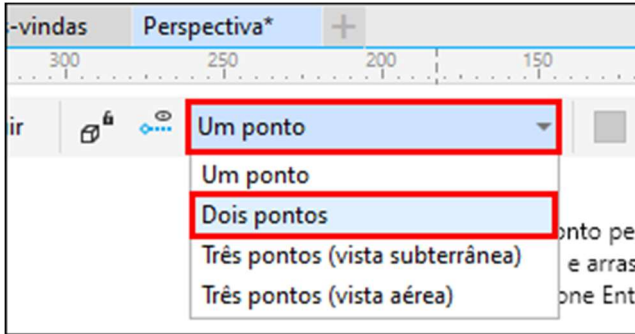 -vindas Perspectiva*
300 250 200 150
ir Um ponto
Um ponto
Dois pontos
onto pe
Três pontos (vista subterrânea)
e arras
Três pontos (vista aérea)
one Ent